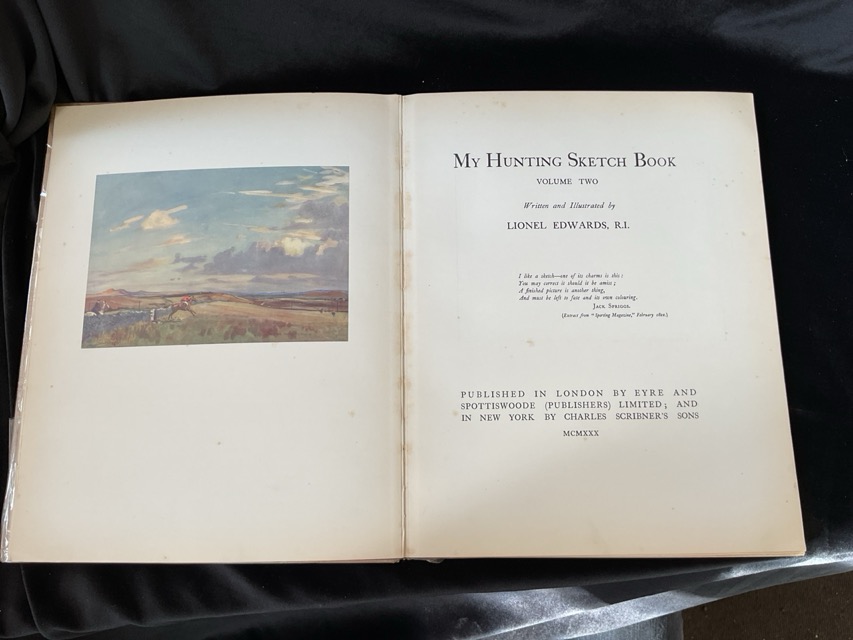 My Hunting Sketch Book
VOLUME TWO
Written and Illustrated by
LIONEL EDWARDS, R.I.
I like a sketch—one of its charms is this:
You may correct it should it be amiss;
A finished picture is another thing,
And must be left to fate and its own colouring.
Jack Spriggs.
(Extract from "Sporting Magazine," February
PUBLISHED IN LONDON BY EYRE AND
SPOTTISWOODE (PUBLISHERS) LIMITED; AND
IN NEW YORK BY CHARLES SCRIBNER'S SONS
MCMXXX